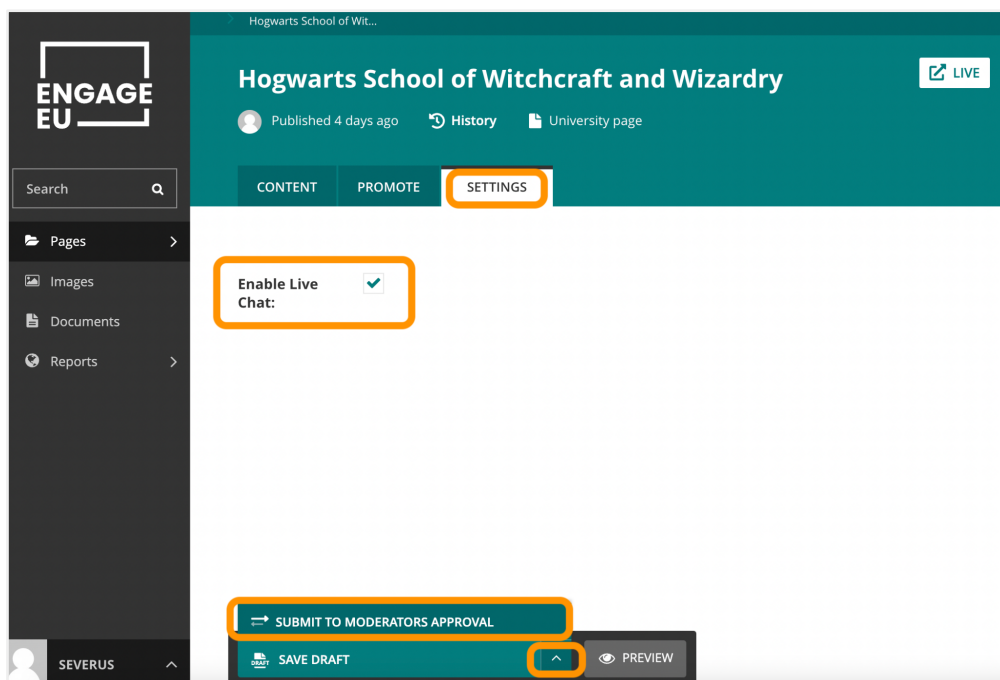 Hogwarts School of Wit...
ENGAGE
EU
Hogwarts School of Witchcraft and Wizardry
LIVE
Published 4 days ago
History
University page
Search
CONTENT
PROMOTE
SETTINGS
Pages
Images
Documents
Reports
Enable Live
Chat:
SUBMIT TO MODERATORS APPROVAL
DRAFT
SAVE DRAFT
PREVIEW
SEVERUS